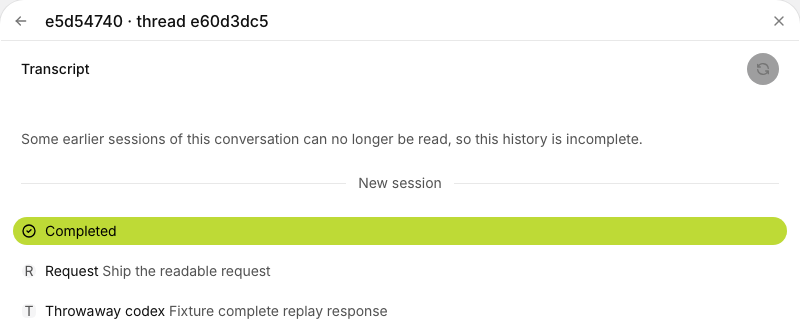 e5d54740 · thread e60d3dc5
Transcript
Some earlier sessions of this conversation can no longer be read, so this history is incomplete.
New session
Completed
R Request Ship the readable request
T Throwaway codex Fixture complete replay response